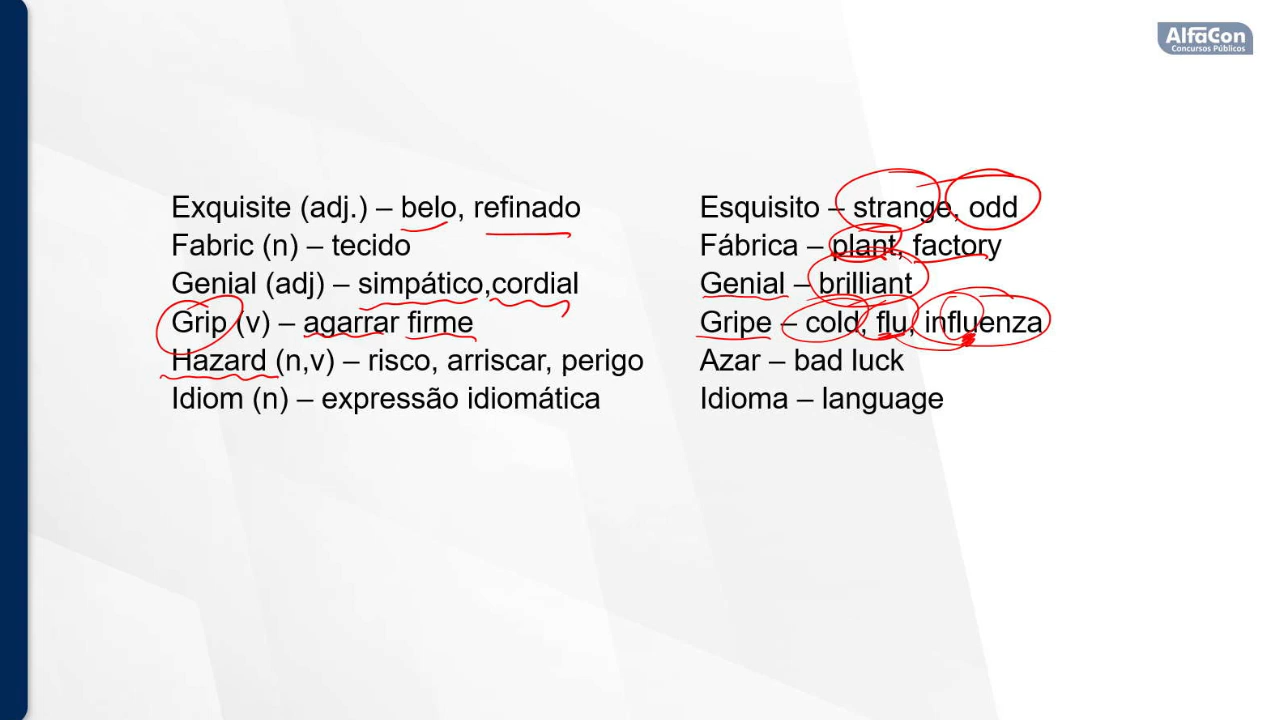 AlfaCon
Concursos Públicos
Exquisite (adj.) – belo, refinado
Fabric (n) – tecido
Genial (adj) – simpático,cordial
Grip (v) – agarrar firme
Hazard (n,v) – risco, arriscar, perigo
Idiom (n) – expressão idiomática
Esquisito – strange, odd
Fábrica – plant, factory
Genial – brilliant
Gripe – cold, flu, influenza
Azar – bad luck
Idioma – language